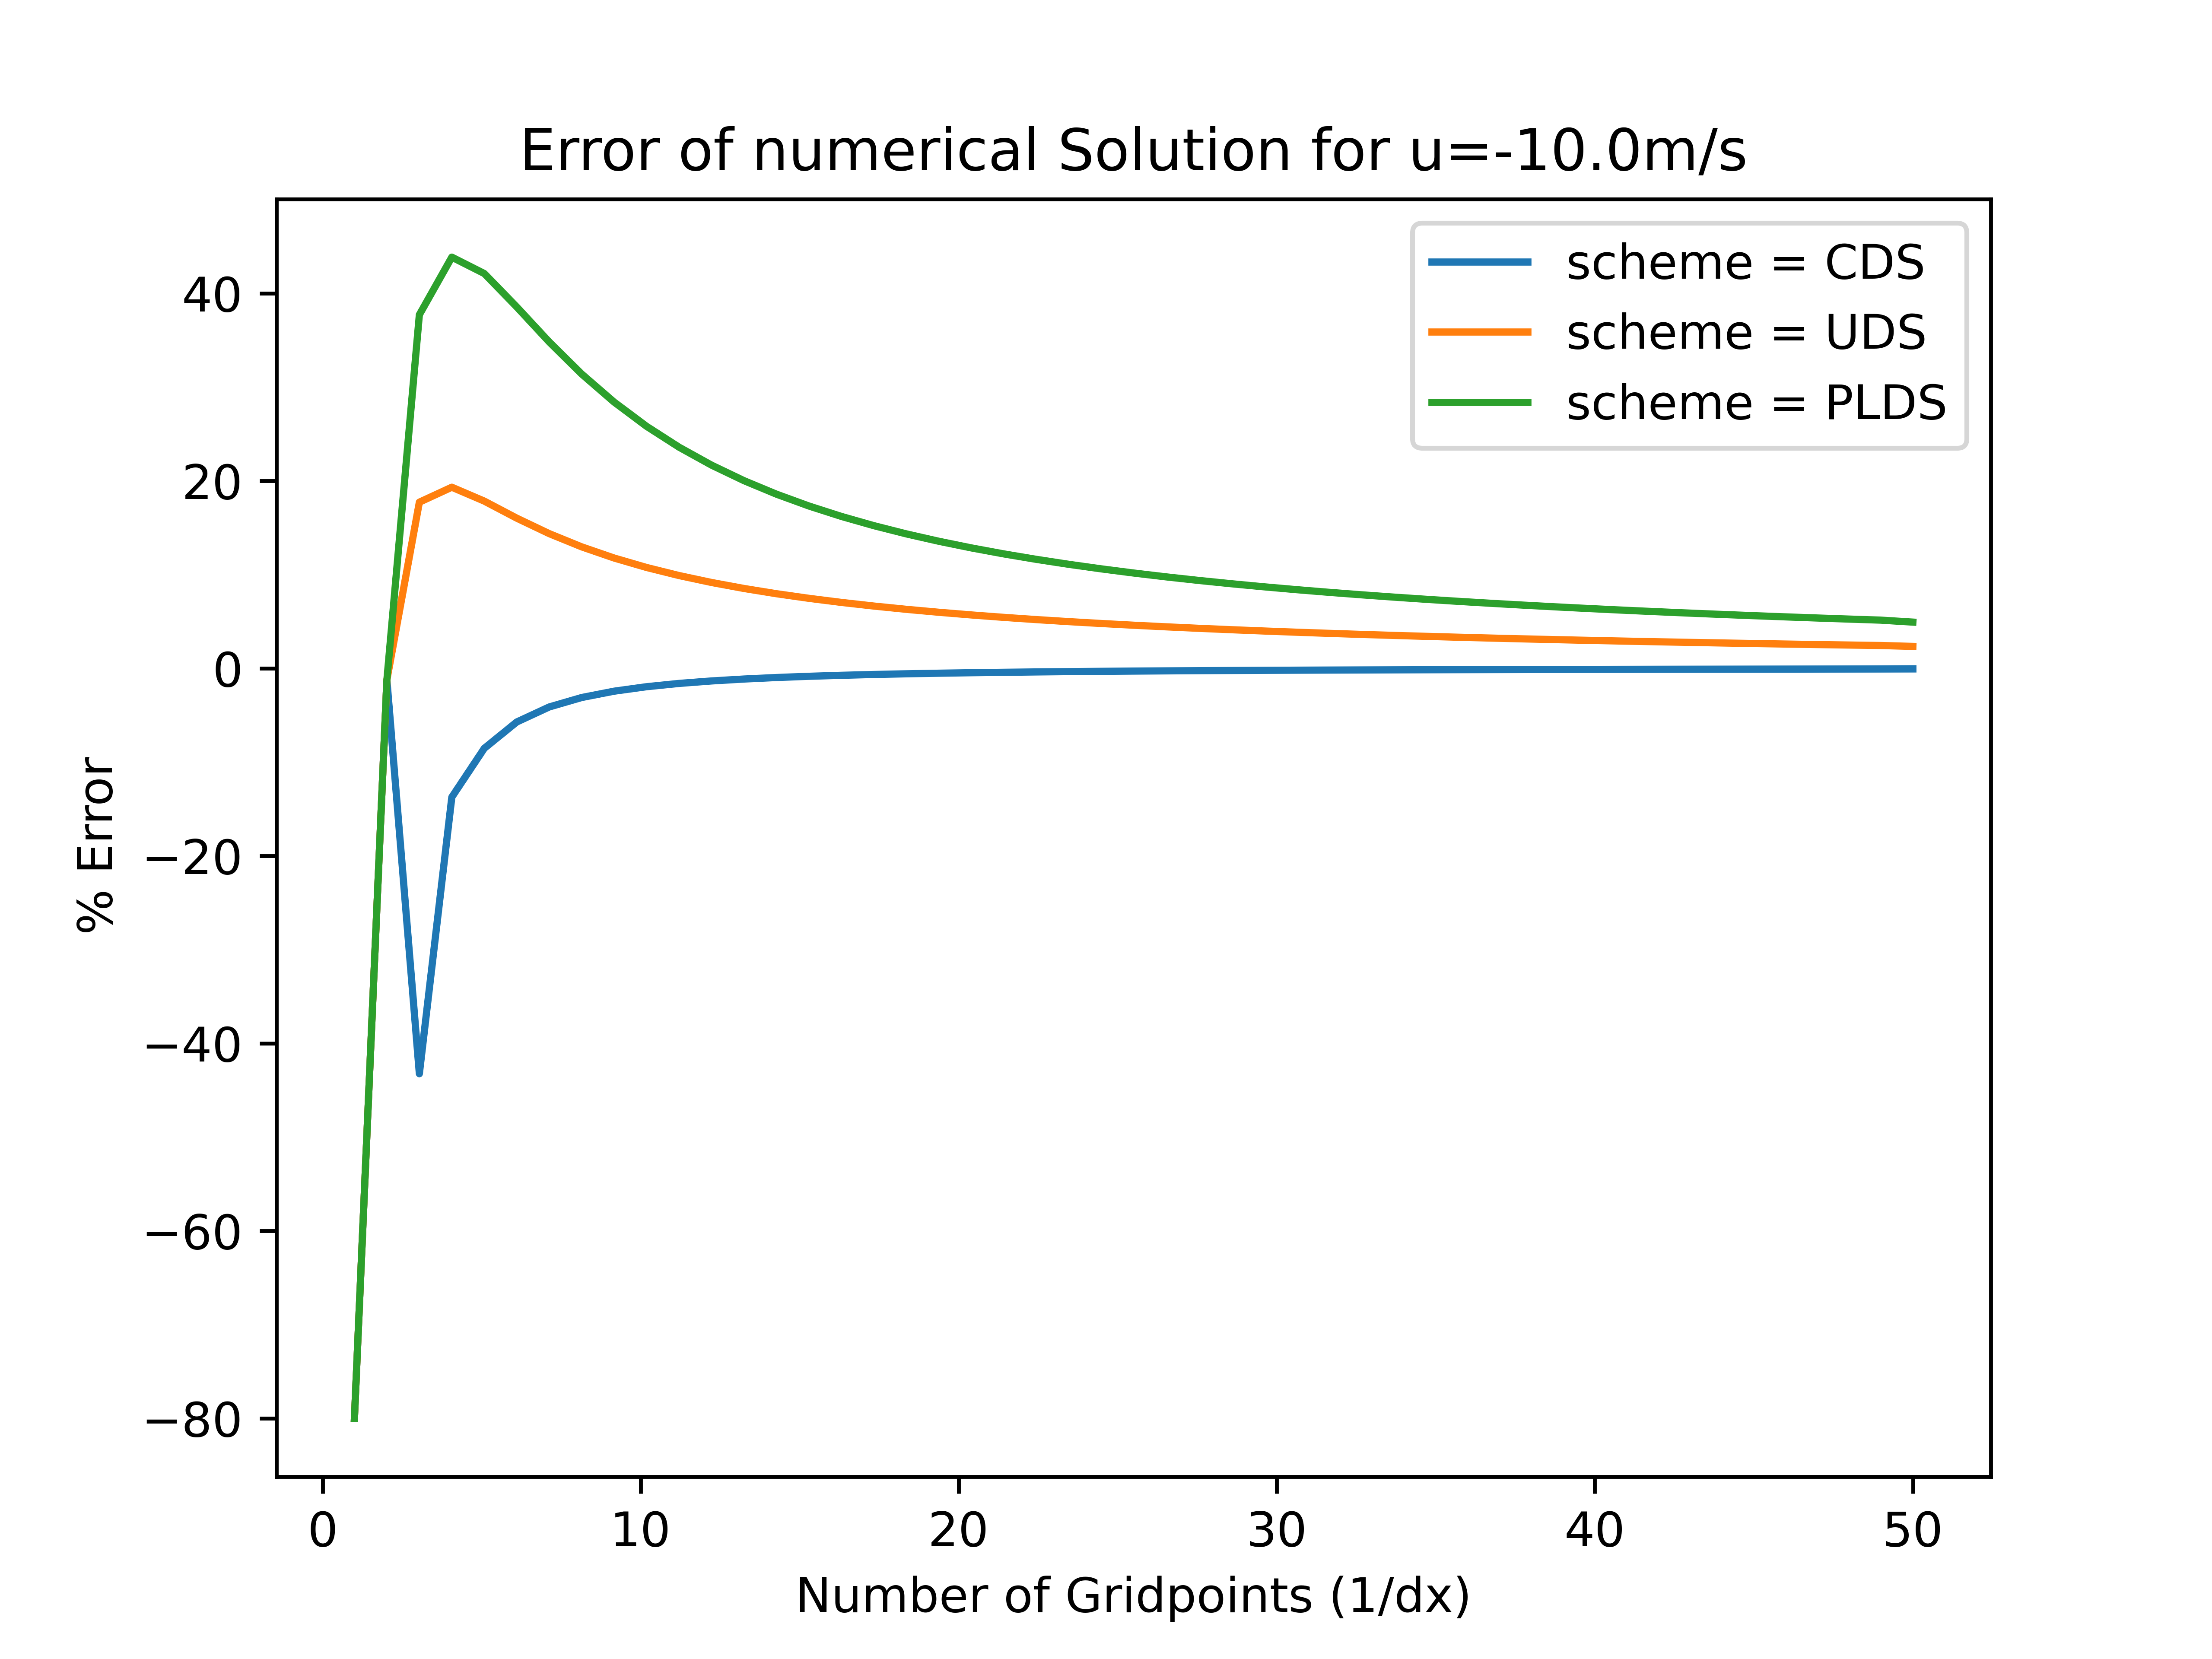 Error of numerical Solution for u=-10.0m/s
scheme = CDS
scheme = UDS
scheme = PLDS
40
20
0
−20
−40
−60
−80
% Error
0 10 20 30 40 50
Number of Gridpoints (1/dx)